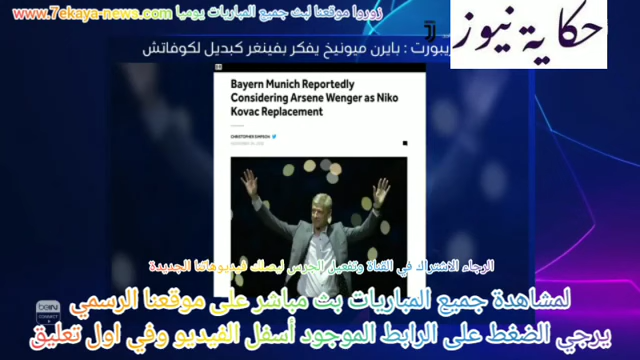 زوروا موقعنا لبث جميع المباريات يوميا www.7ekaya-news.com
حكاية نيوز
يبورت : بايرن ميونيخ يفكر بفينغر كبديل لكوفاتش
Bayern Munich Reportedly
Considering Arsene Wenger as Niko
Kovac Replacement
CHRISTOPHER SIMPSON
الرجاء الاشتراك في القناة وتفعيل الجرس ليصلك فيديوهاتنا الجديدة
لمشاهدة جميع المباريات بث مباشر على موقعنا الرسمي
يرجي الضغط على الرابط الموجود أسفل الفيديو وفي اول تعليق
beIN
CONNECT